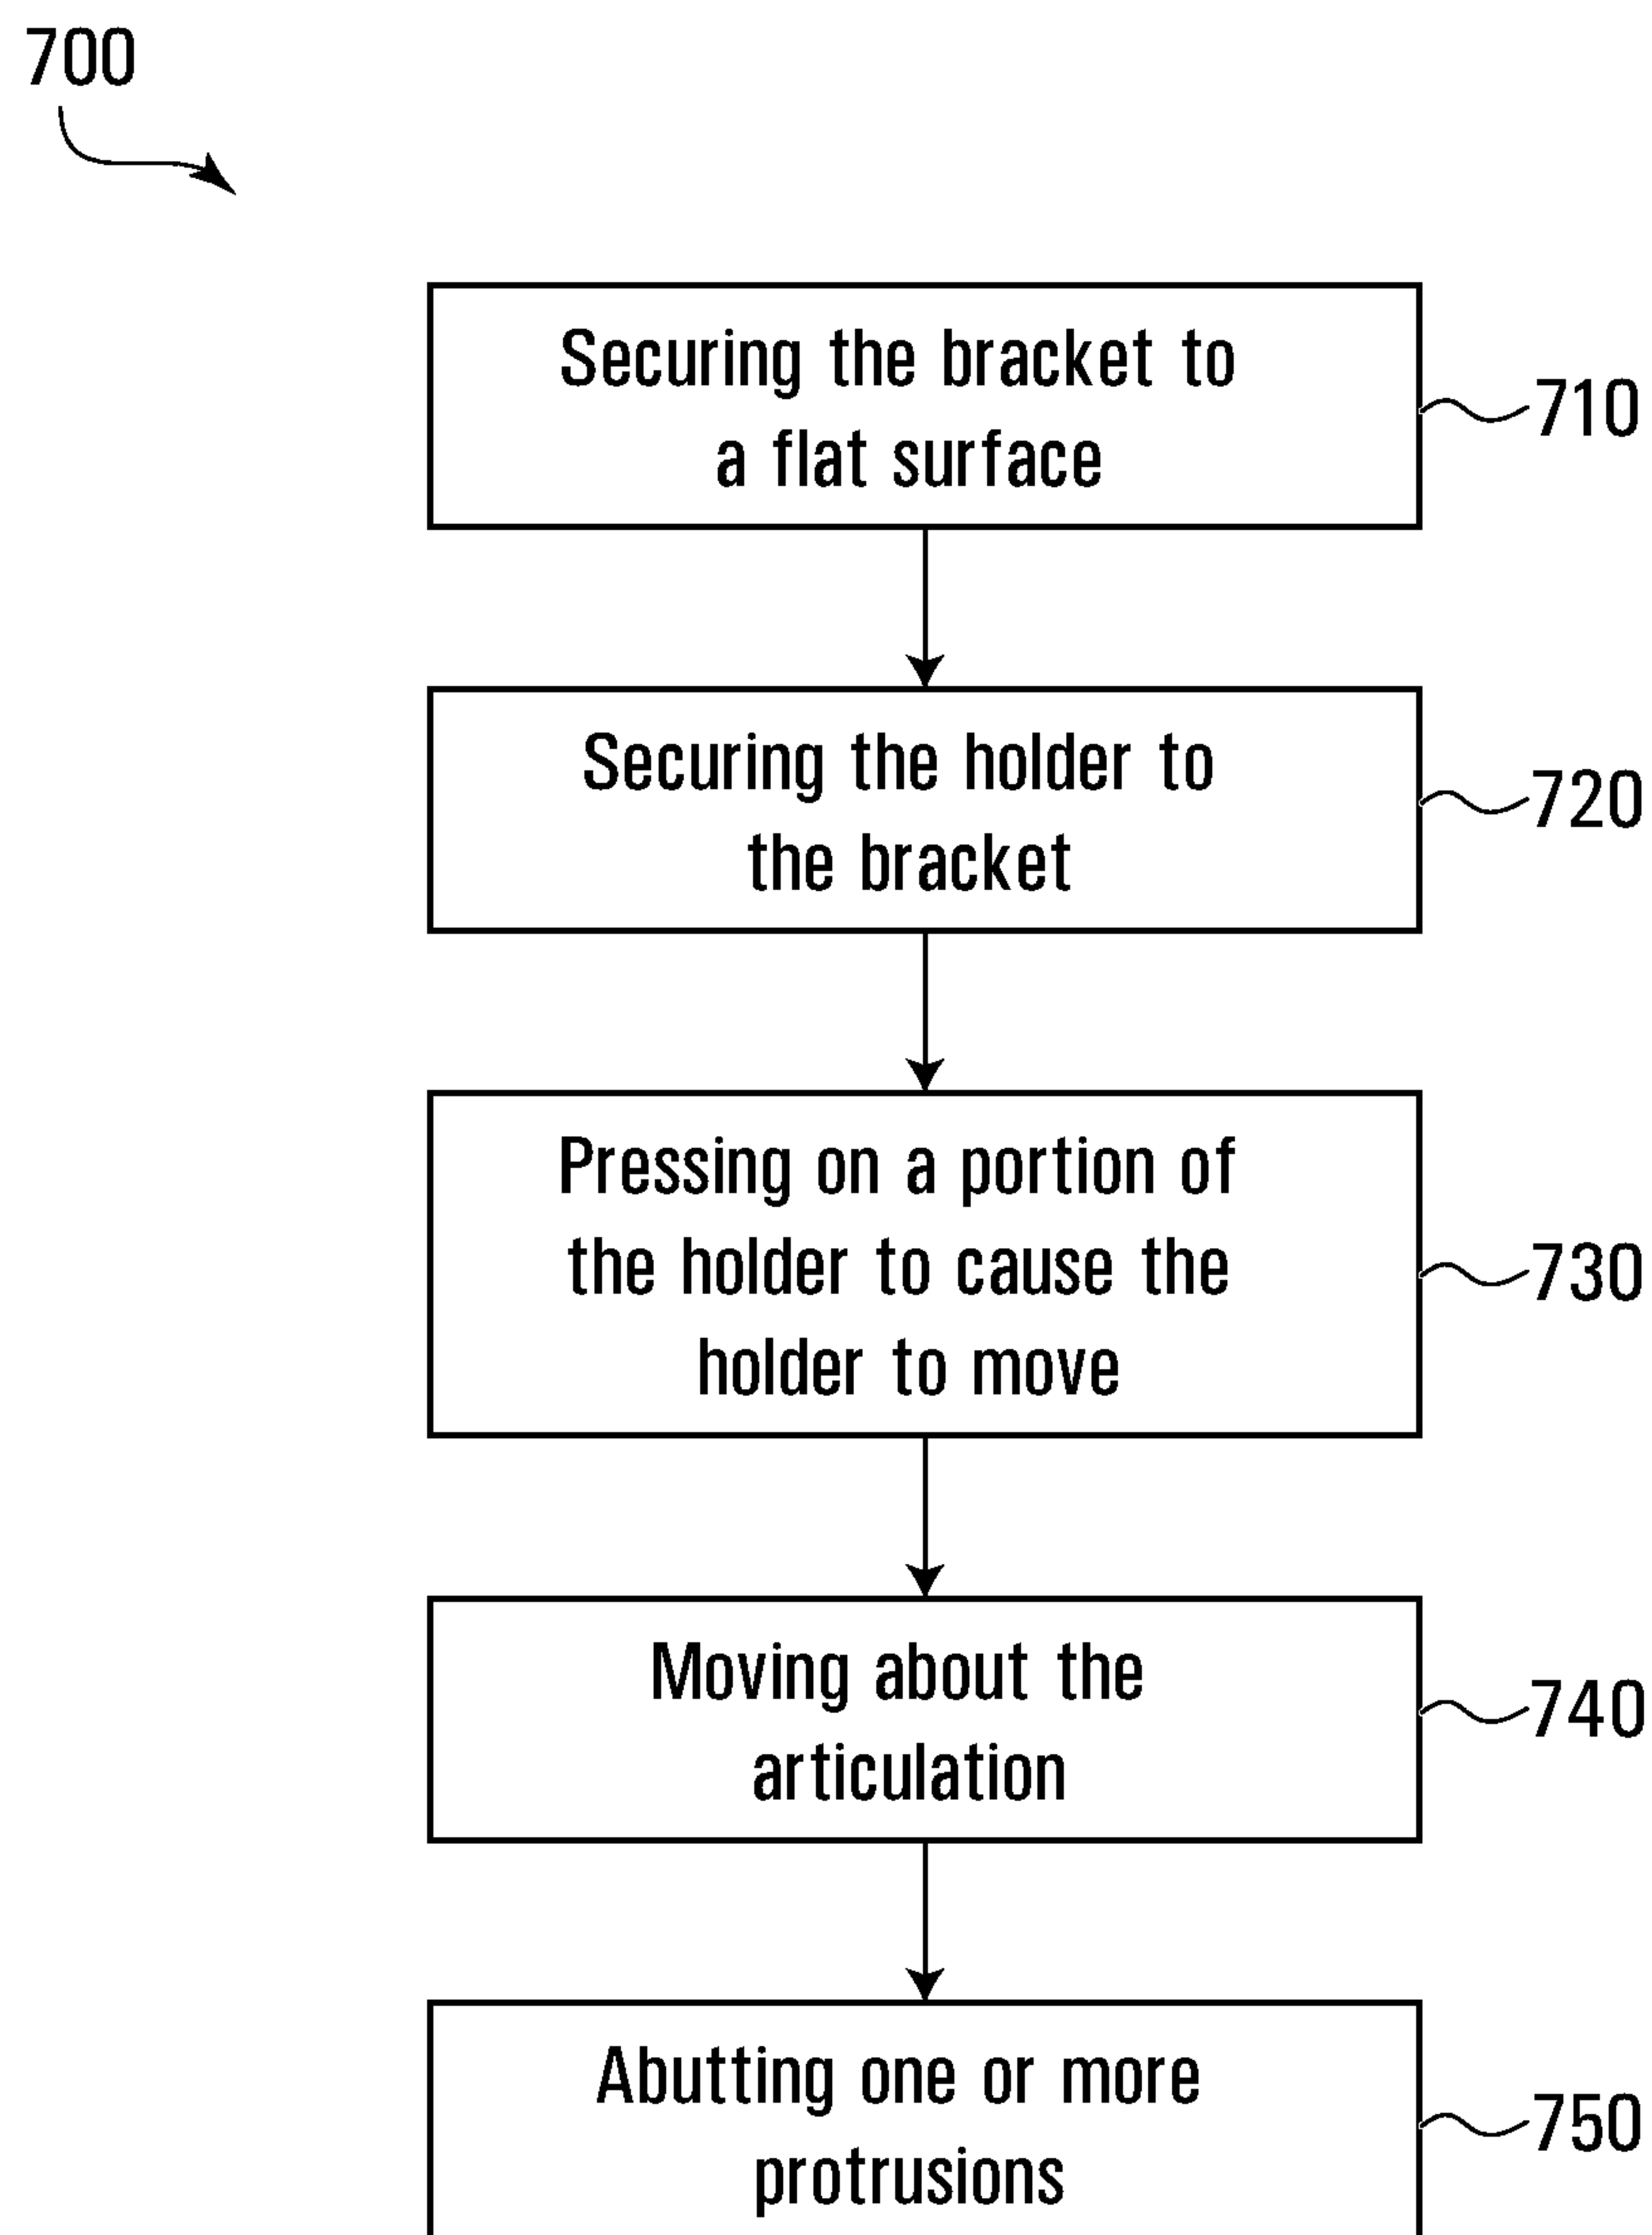 700
Securing the bracket to
a flat surface
710
Securing the holder to
the bracket
720
Pressing on a portion of
the holder to cause the
holder to move
730
Moving about the
articulation
740
Abutting one or more
protrusions
750